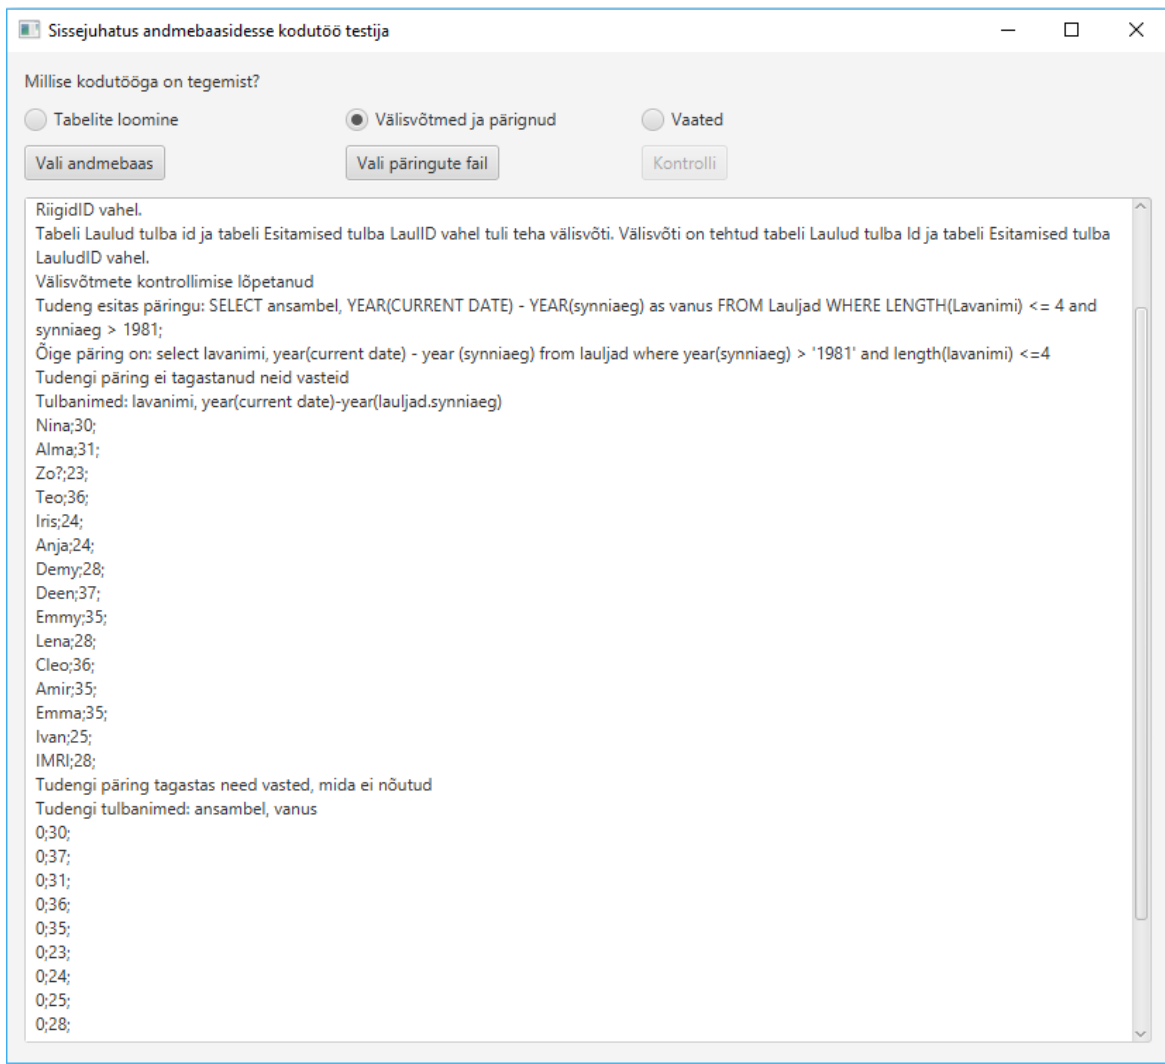 Sissejuhatus andmebaasidesse kodutöö testija
Millise kodutööga on tegemist?
Tabelite loomine
Välisvõtmed ja pärignud
Vaated
Vali andmebaas
Vali päringute fail
Kontrolli
RiigidID vahel.
Tabeli Laulud tulba id ja tabeli Esitamised tulba LaulID vahel tuli teha välisvõti. Välisvõti on tehtud tabeli Laulud tulba Id ja tabeli Esitamised tulba
LauludID vahel.
Välisvõtmete kontrollimise lõpetanud
Tudeng esitas päringu: SELECT ansambel, YEAR(CURRENT DATE) - YEAR(synniaeg) as vanus FROM Lauljad WHERE LENGTH(Lavanimi) <= 4 and
synniaeg > 1981;
Õige päring on: select lavanimi, year(current date) - year (synniaeg) from lauljad where year(synniaeg) > '1981' and length(lavanimi) <=4
Tudengi päring ei tagastanud neid vasteid
Tulbanimed: lavanimi, year(current date)-year(lauljad.synniaeg)
Nina;30;
Alma;31;
Zo?;23;
Teo;36;
Iris;24;
Anja;24;
Demy;28;
Deen;37;
Emmy;35;
Lena;28;
Cleo;36;
Amir;35;
Emma;35;
Ivan;25;
IMRI;28;
Tudengi päring tagastas need vasted, mida ei nõutud
Tudengi tulbanimed: ansambel, vanus
0;30;
0;37;
0;31;
0;36;
0;35;
0;23;
0;24;
0;25;
0;28;